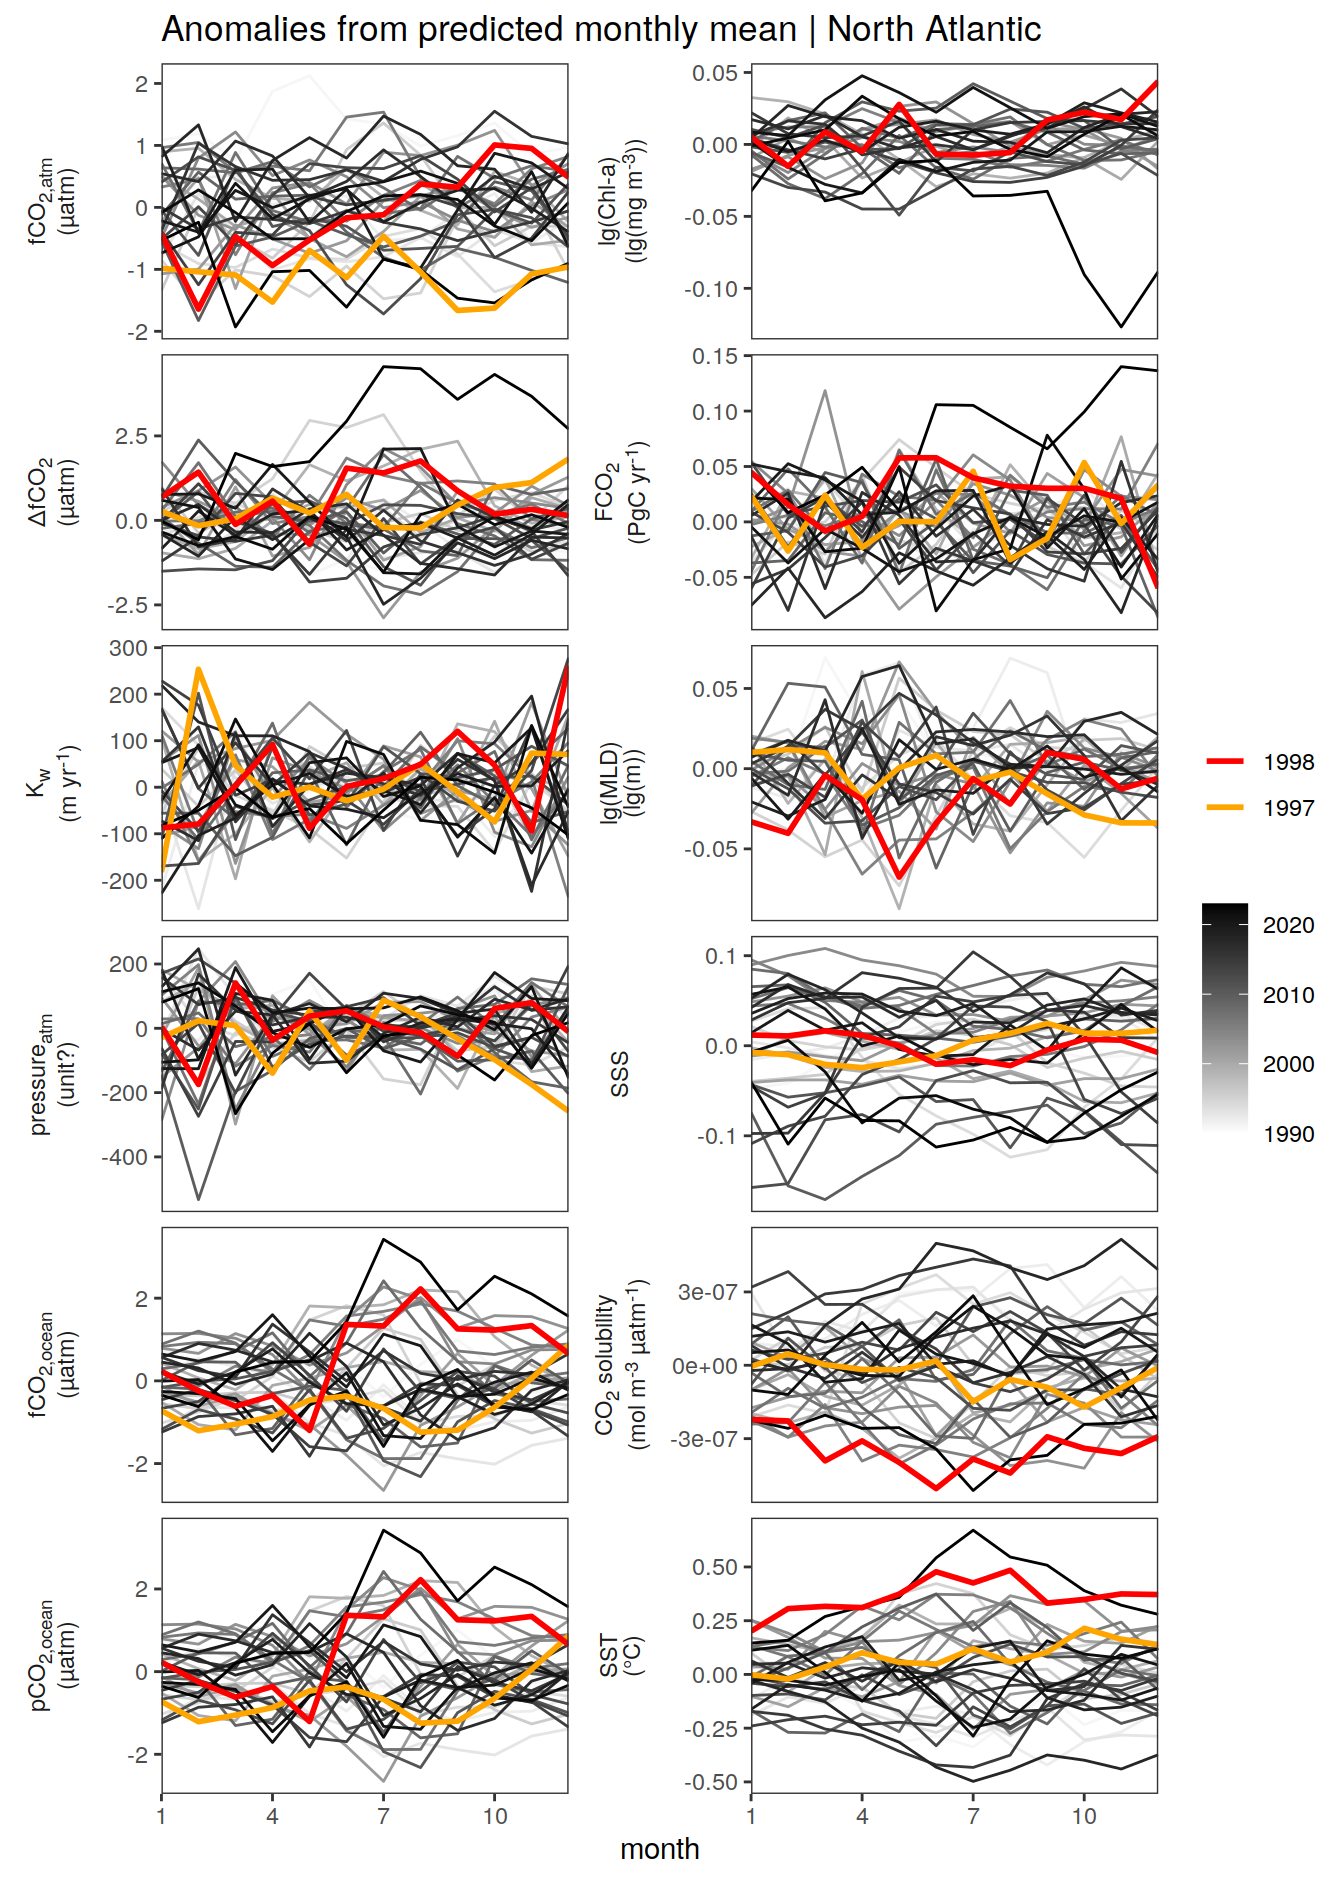 Anomalies from predicted monthly mean | North Atlantic
fCO2,atm
(µatm)
2
1
0
-1
-2
lg(Chl-a)
(lg(mg m-3))
0.05
0.00
-0.05
-0.10
ΔfCO2
(µatm)
2.5
0.0
-2.5
FCO2
(PgC yr-1)
0.15
0.10
0.05
0.00
-0.05
Kw
(m yr-1)
300
200
100
0
-100
-200
lg(MLD)
(lg(m))
0.05
0.00
-0.05
pressureatm
(unit?)
200
0
-200
-400
SSS
0.1
0.0
-0.1
fCO2,ocean
(µatm)
2
0
-2
CO2 solubility
(mol m-3 µatm-1)
3e-07
0e+00
-3e-07
pCO2,ocean
(µatm)
2
0
-2
SST
(°C)
0.50
0.25
0.00
-0.25
-0.50
1 4 7 10
1 4 7 10
month
1998
1997
2020
2010
2000
1990